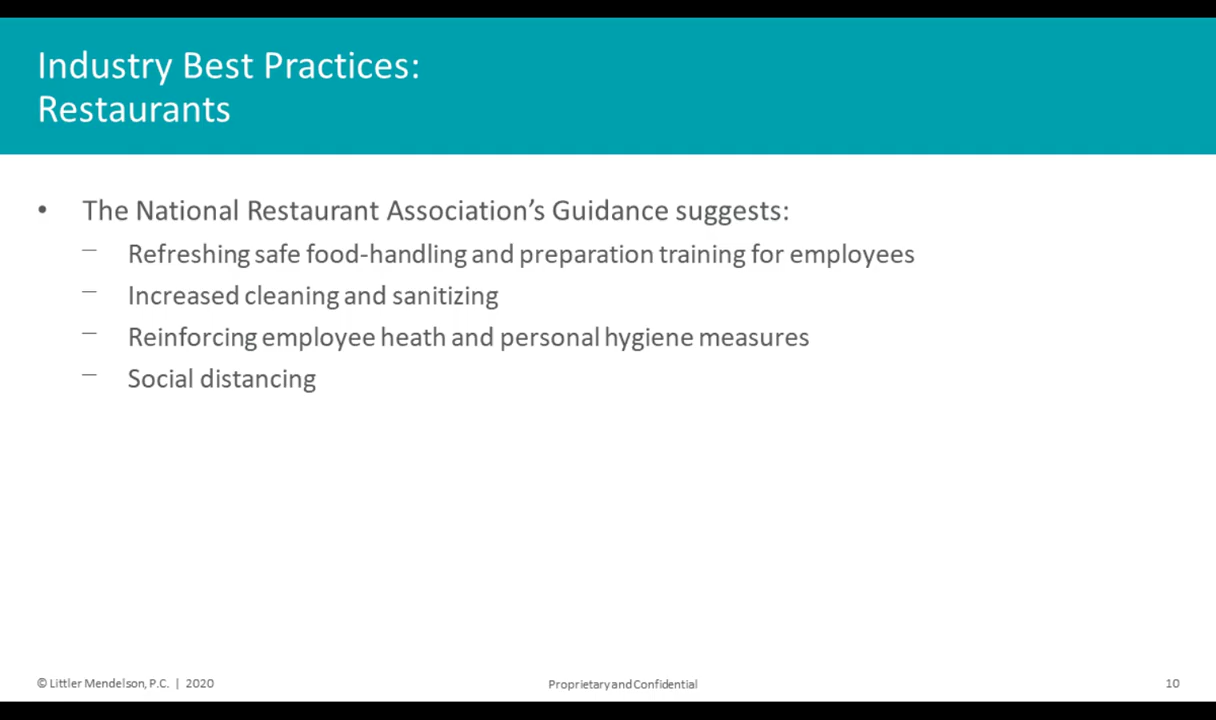 Industry Best Practices:
Restaurants
• The National Restaurant Association’s Guidance suggests:
– Refreshing safe food-handling and preparation training for employees
– Increased cleaning and sanitizing
– Reinforcing employee heath and personal hygiene measures
– Social distancing
© Littler Mendelson, P.C. | 2020
Proprietary and Confidential
10